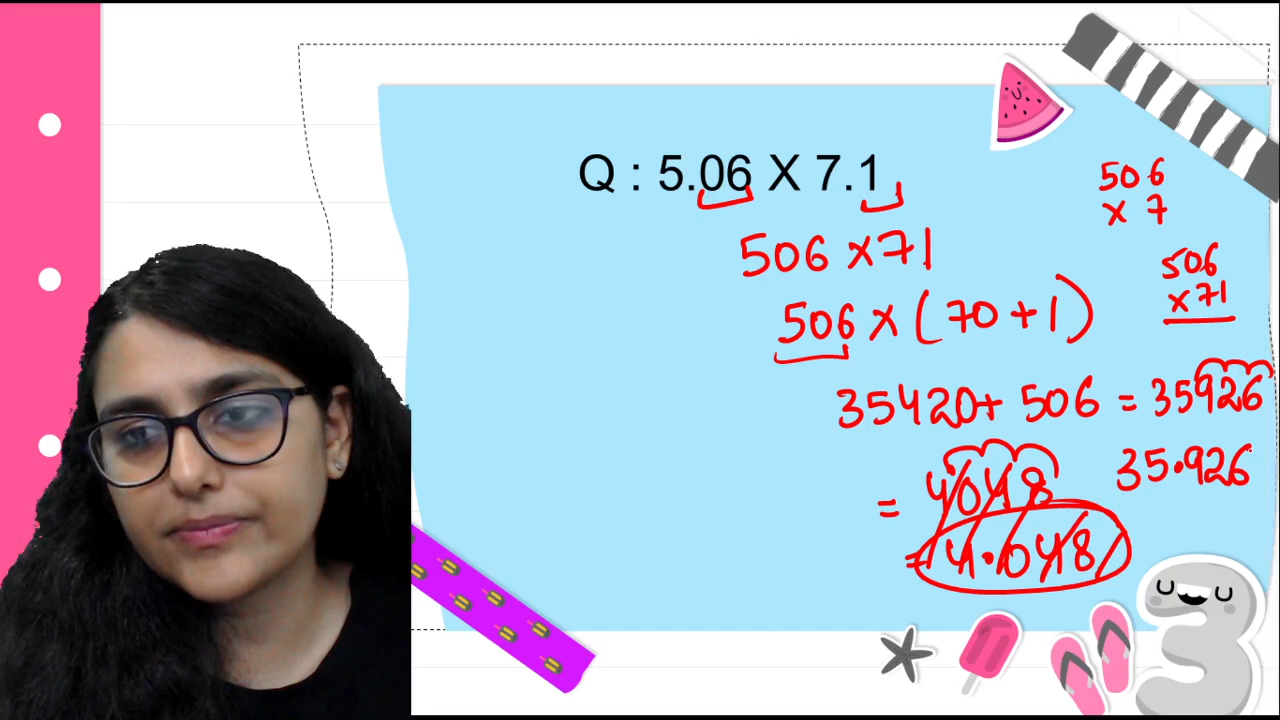 Q : 5.06 X 7.1
506
x 7
506 x 71
506
x 71
506 x (70 + 1)
35420 + 506 = 35926
35.926
= 4048
= 4.048